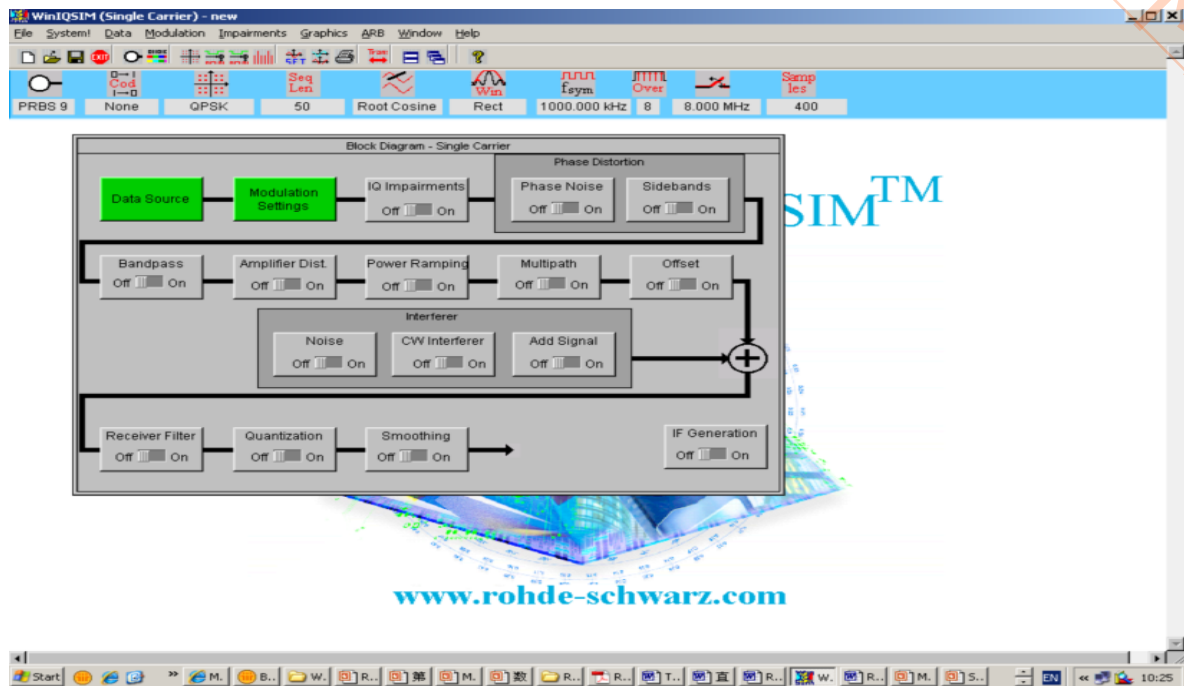 WinIQSIM (Single Carrier) - new
File System! Data Modulation Impairments Graphics ARB Window Help
Cod Seq Len Win fsym Over Samp les
PRBS 9 None QPSK 50 Root Cosine Rect 1000.000 kHz 8 8.000 MHz 400
Block Diagram - Single Carrier
Phase Distortion
Data Source
Modulation Settings
IQ Impairments
Off On
Phase Noise
Off On
Sidebands
Off On
SIM™
Bandpass
Off On
Amplifier Dist.
Off On
Power Ramping
Off On
Multipath
Off On
Offset
Off On
Interferer
Noise
Off On
CW Interferer
Off On
Add Signal
Off On
Receiver Filter
Off On
Quantization
Off On
Smoothing
Off On
IF Generation
Off On
www.rohde-schwarz.com
Start M. B.. W. R.. 第 M. 数 R.. R.. T.. 直 R.. W. R.. M. S.. EN 10:25